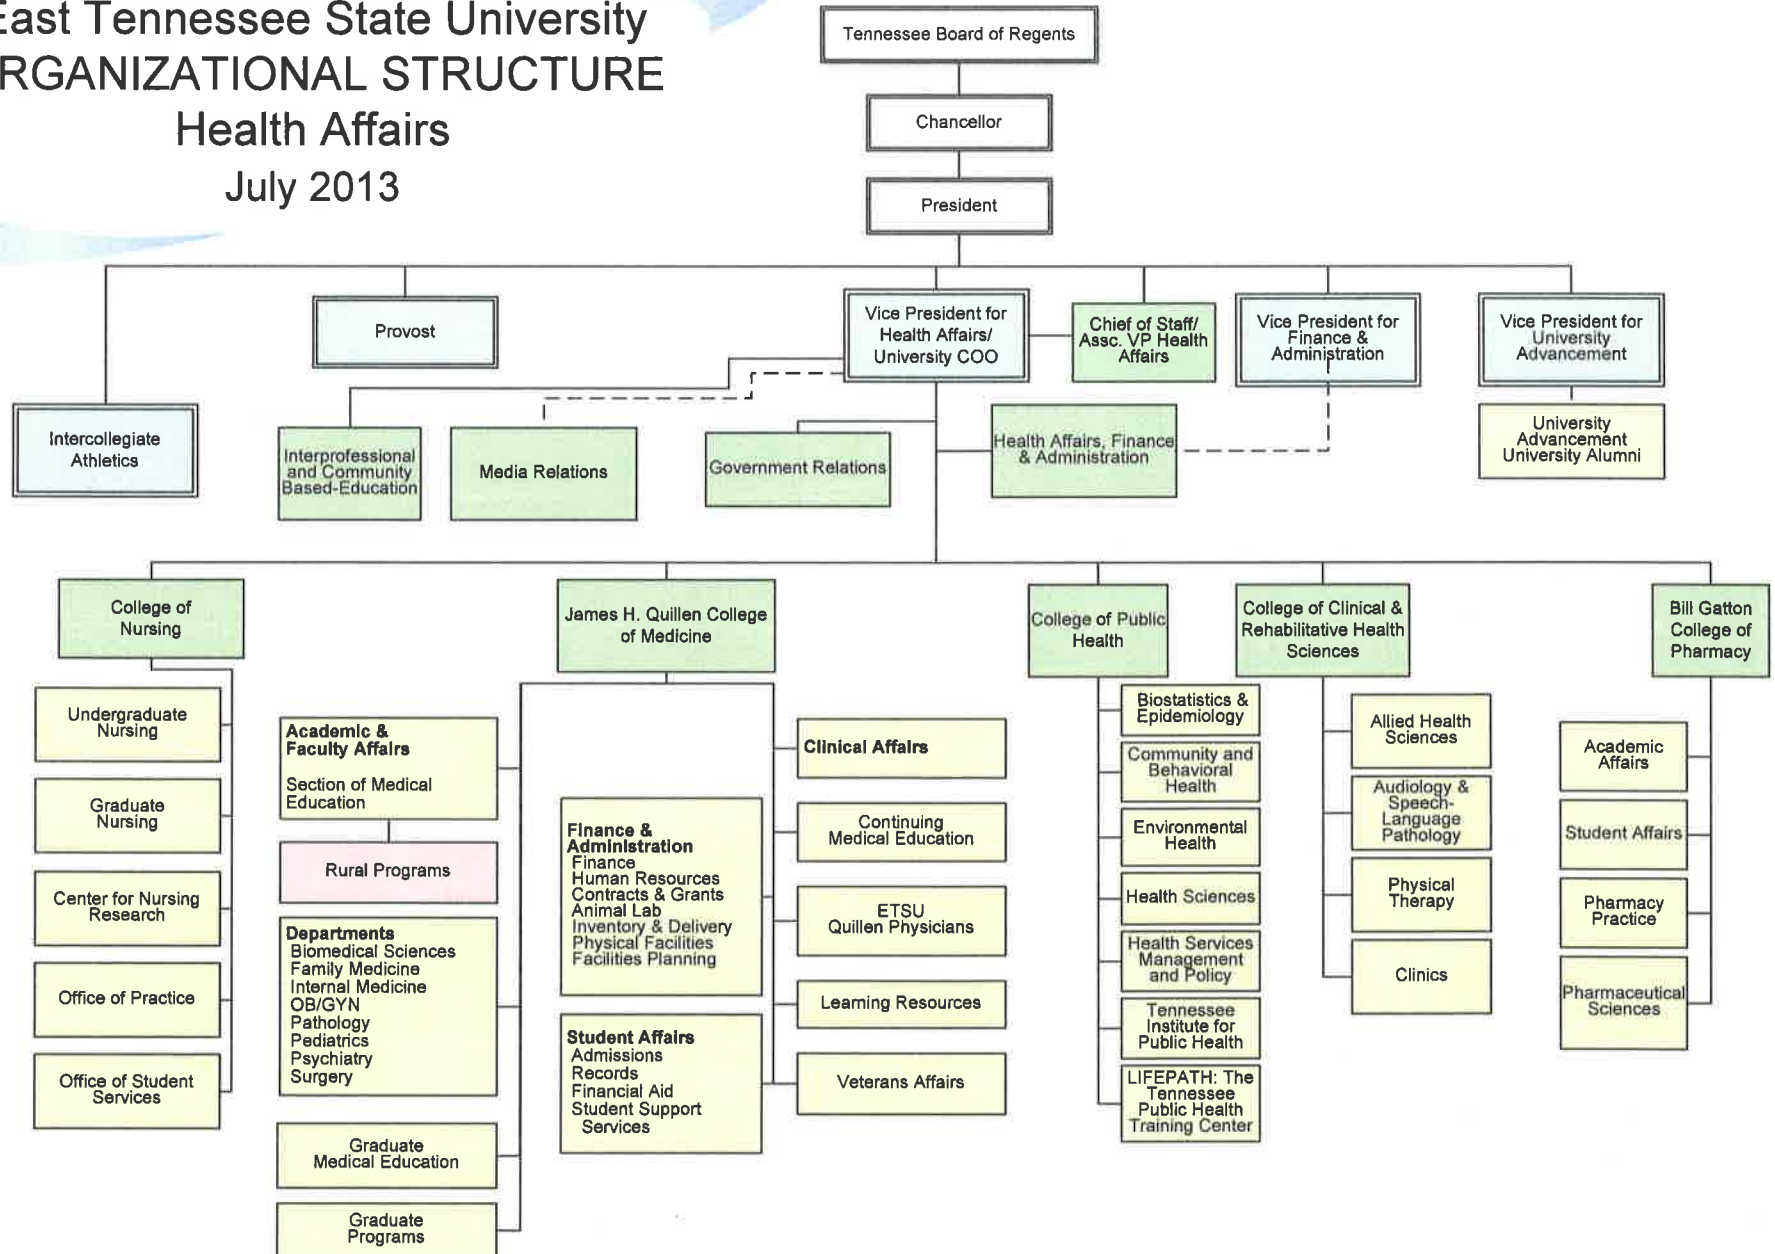 East Tennessee State University
RGANIZATIONAL STRUCTURE
Health Affairs
July 2013
Tennessee Board of Regents
Chancellor
President
Provost
Vice President for
Health Affairs/
University COO
Chief of Staff/
Assc. VP Health
Affairs
Vice President for
Finance &
Administration
Vice President for
University
Advancement
Intercollegiate
Athletics
Interprofessional
and Community
Based-Education
Media Relations
Government Relations
Health Affairs, Finance
& Administration
University
Advancement
University Alumni
College of
Nursing
James H. Quillen College
of Medicine
College of Public
Health
College of Clinical &
Rehabilitative Health
Sciences
Bill Gatton
College of
Pharmacy
Undergraduate
Nursing
Graduate
Nursing
Center for Nursing
Research
Office of Practice
Office of Student
Services
Academic &
Faculty Affairs
Section of Medical
Education
Rural Programs
Departments
Biomedical Sciences
Family Medicine
Internal Medicine
OB/GYN
Pathology
Pediatrics
Psychiatry
Surgery
Graduate
Medical Education
Graduate
Programs
Finance &
Administration
Finance
Human Resources
Contracts & Grants
Animal Lab
Inventory & Delivery
Physical Facilities
Facilities Planning
Student Affairs
Admissions
Records
Financial Aid
Student Support
Services
Clinical Affairs
Continuing
Medical Education
ETSU
Quillen Physicians
Learning Resources
Veterans Affairs
Biostatistics &
Epidemiology
Community and
Behavioral
Health
Environmental
Health
Health Sciences
Health Services
Management
and Policy
Tennessee
Institute for
Public Health
LIFEPATH: The
Tennessee
Public Health
Training Center
Allied Health
Sciences
Audiology &
Speech-
Language
Pathology
Physical
Therapy
Clinics
Academic
Affairs
Student Affairs
Pharmacy
Practice
Pharmaceutical
Sciences